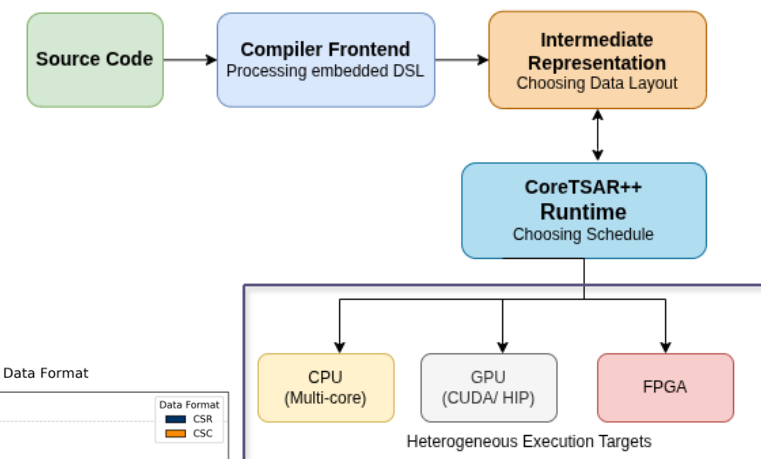 Source Code
Compiler Frontend
Processing embedded DSL
Intermediate
Representation
Choosing Data Layout
CoreTSAR++
Runtime
Choosing Schedule
CPU
(Multi-core)
GPU
(CUDA/ HIP)
FPGA
Heterogeneous Execution Targets
Data Format
Data Format
CSR
CSC